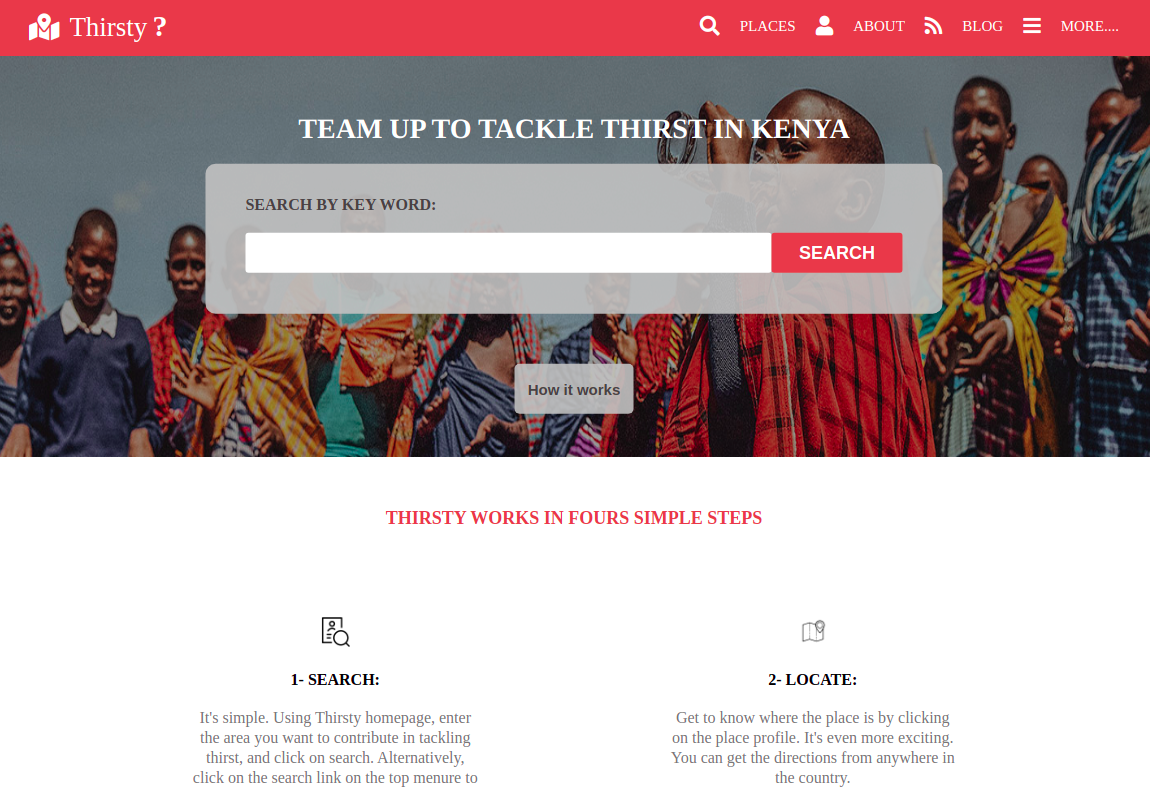 Thirsty ?
PLACES
ABOUT
BLOG
MORE....
TEAM UP TO TACKLE THIRST IN KENYA
SEARCH BY KEY WORD:
SEARCH
How it works
THIRSTY WORKS IN FOURS SIMPLE STEPS
1- SEARCH:
It's simple. Using Thirsty homepage, enter
the area you want to contribute in tackling
thirst, and click on search. Alternatively,
click on the search link on the top menure to
2- LOCATE:
Get to know where the place is by clicking
on the place profile. It's even more exciting.
You can get the directions from anywhere in
the country.